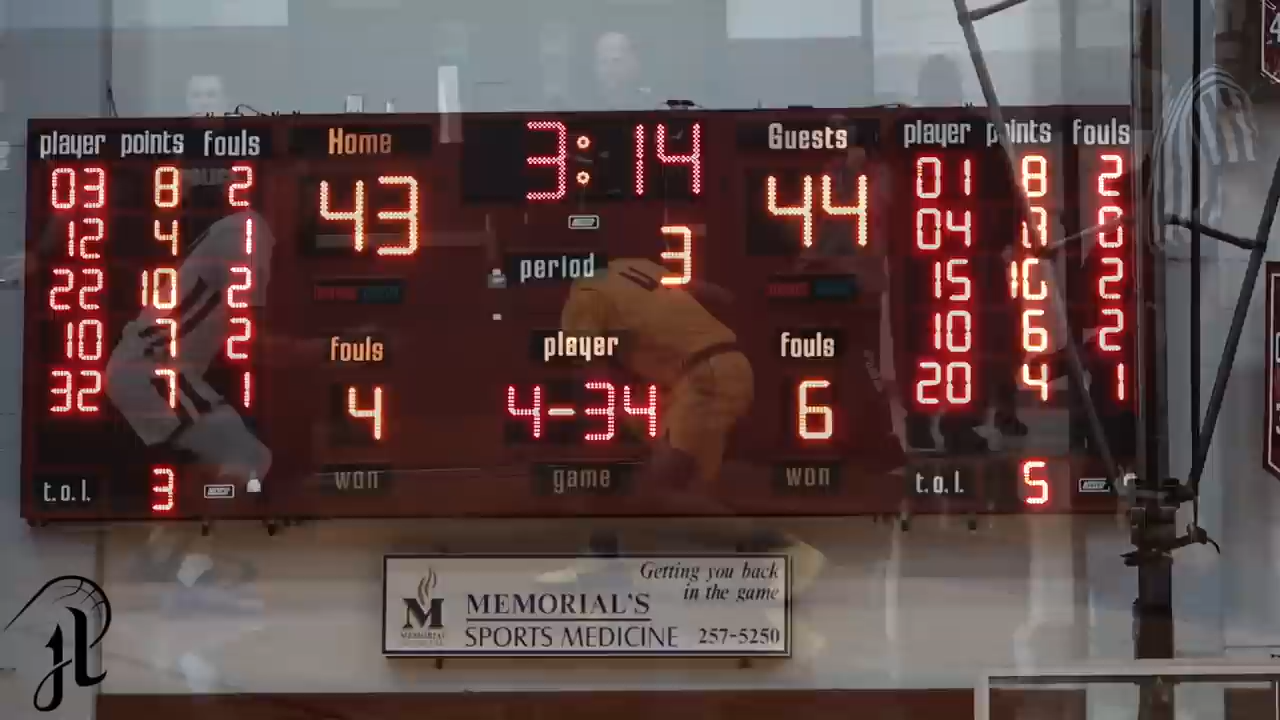 player points fouls
03 8 2
12 4 1
22 10 2
10 7 2
32 7 1
t.o.l. 3
Home
43
fouls
4
won
3:14
period 3
player
4-34
game
Guests
44
fouls
6
won
player points fouls
01 8 2
04 0
15 2
10 6 2
20 4 1
t.o.l. 5
Getting you back
in the game
M MEMORIAL'S
MEMORIAL
SPORTS MEDICINE 257-5250